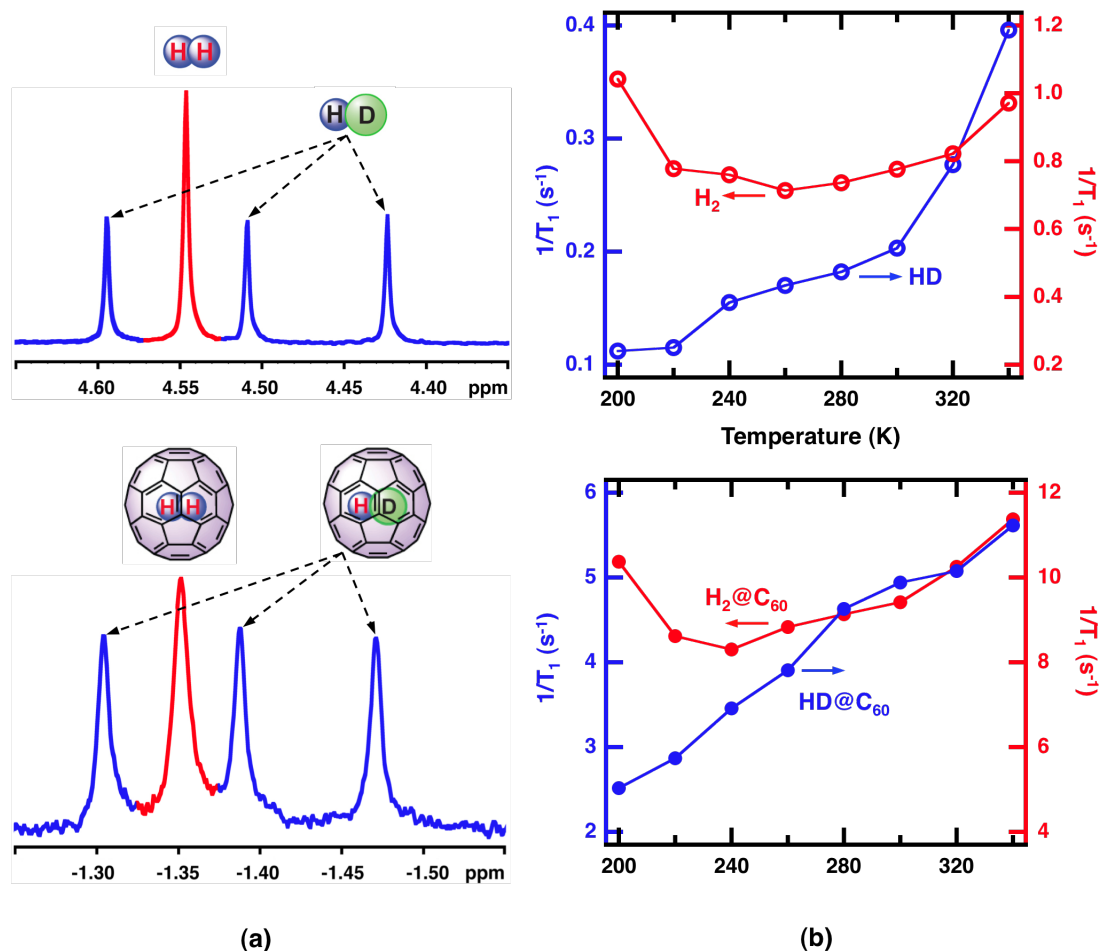 H H
H D
4.60 4.55 4.50 4.45 4.40 ppm
H H
H D
-1.30 -1.35 -1.40 -1.45 -1.50 ppm
(a)
0.4
0.3
0.2
0.1
1/T1 (s-1)
1.2
1.0
0.8
0.6
0.4
0.2
1/T1 (s-1)
H2
HD
200 240 280 320
Temperature (K)
6
5
4
3
2
1/T1 (s-1)
12
10
8
6
4
1/T1 (s-1)
H2@C60
HD@C60
200 240 280 320
(b)